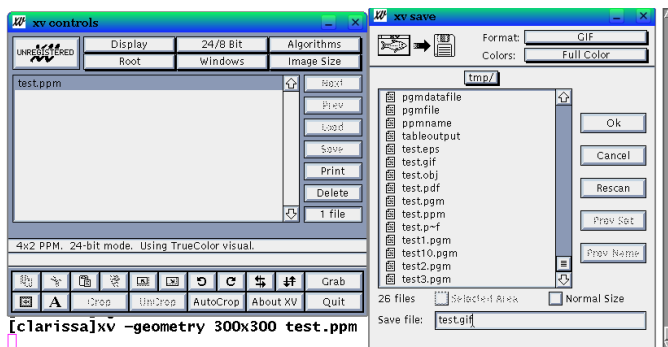 xv controls
UNREGISTERED
Display
24/8 Bit
Algorithms
Root
Windows
Image Size
test.ppm
Next
Prev
Load
Save
Print
Delete
1 file
4x2 PPM. 24-bit mode. Using TrueColor visual.
Grab
A
Crop
UnCrop
AutoCrop
About XV
Quit
[clarissa]xv -geometry 300x300 test.ppm
xv save
Format:
GIF
Colors:
Full Color
tmp/
pgmdatafile
pgmfile
ppmname
tableoutput
test.eps
test.gif
test.obj
test.pdf
test.pgm
test.ppm
test.p~f
test1.pgm
test10.pgm
test2.pgm
test3.pgm
Ok
Cancel
Rescan
Prev Set
Prev Name
26 files
Selected Area
Normal Size
Save file:
test.gif